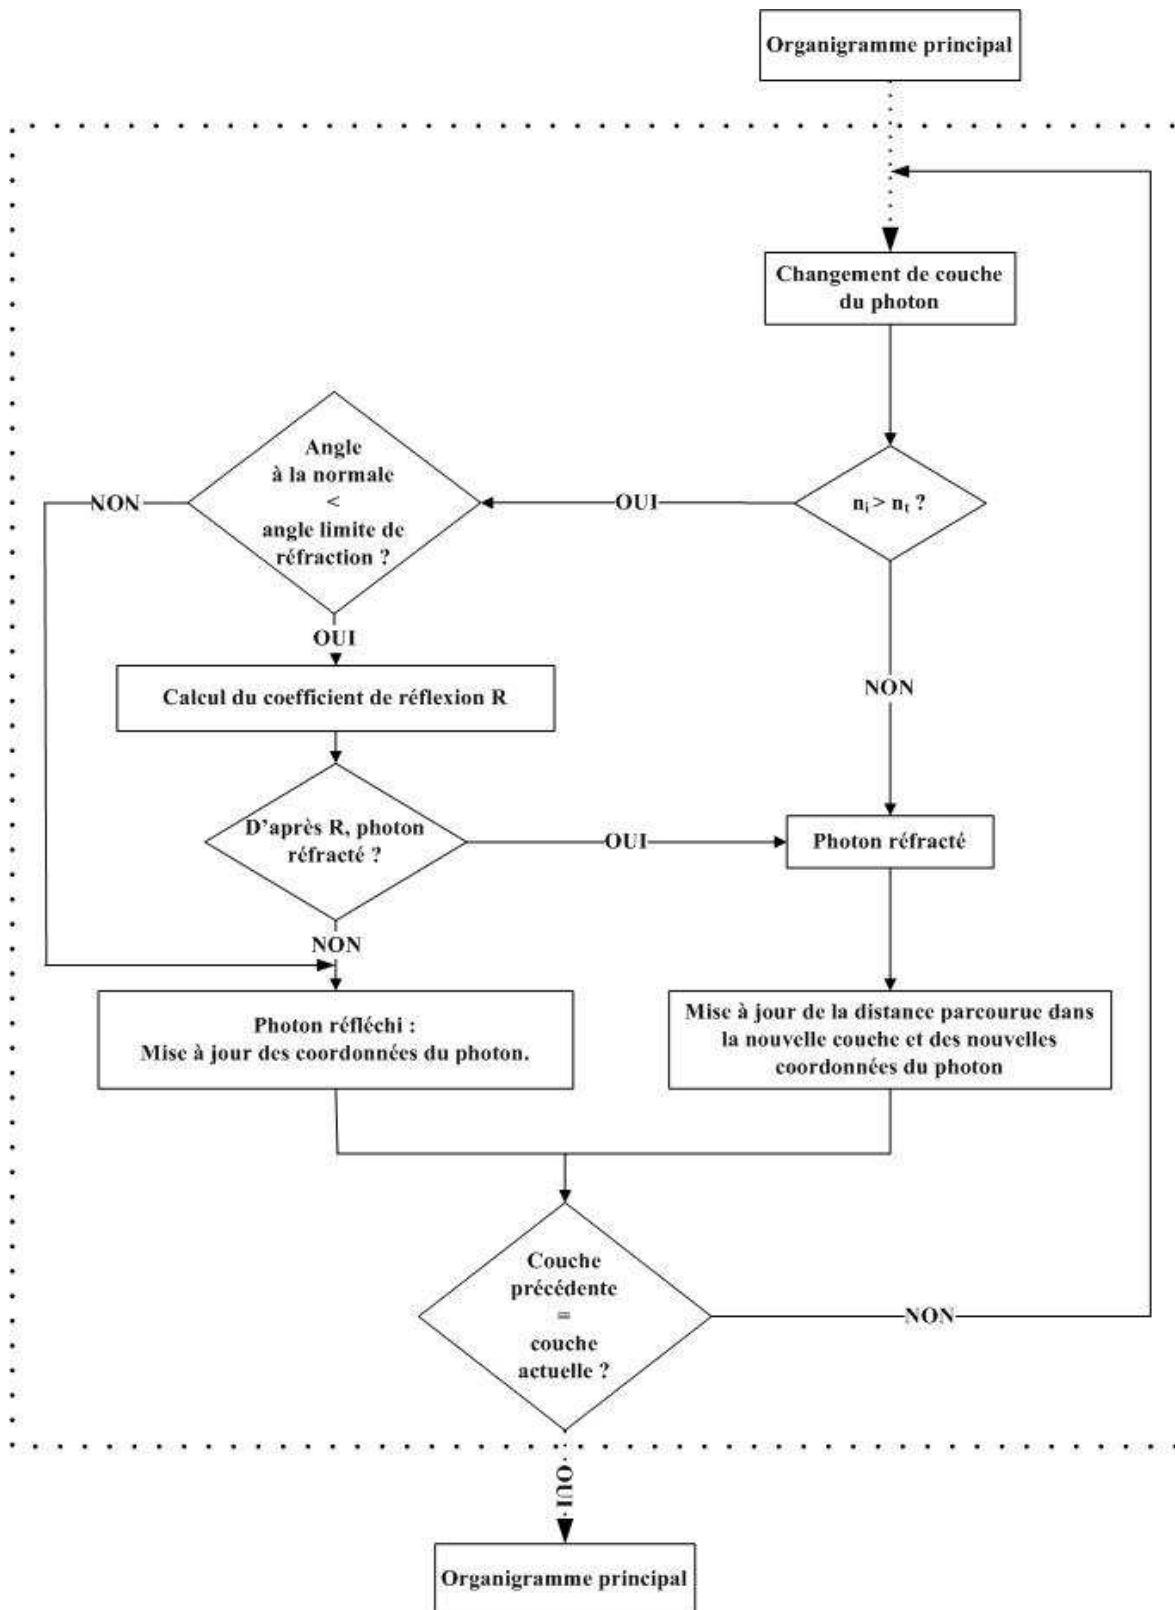 Organigramme principal
Changement de couche
du photon
n_i > n_t ?
OUI
Angle
à la normale
<
angle limite de
réfraction ?
NON
OUI
Calcul du coefficient de réflexion R
NON
D'après R, photon
réfracté ?
OUI
Photon réfracté
NON
Photon réfléchi :
Mise à jour des coordonnées du photon.
Mise à jour de la distance parcourue dans
la nouvelle couche et des nouvelles
coordonnées du photon
Couche
précédente
=
couche
actuelle ?
NON
OUI
Organigramme principal